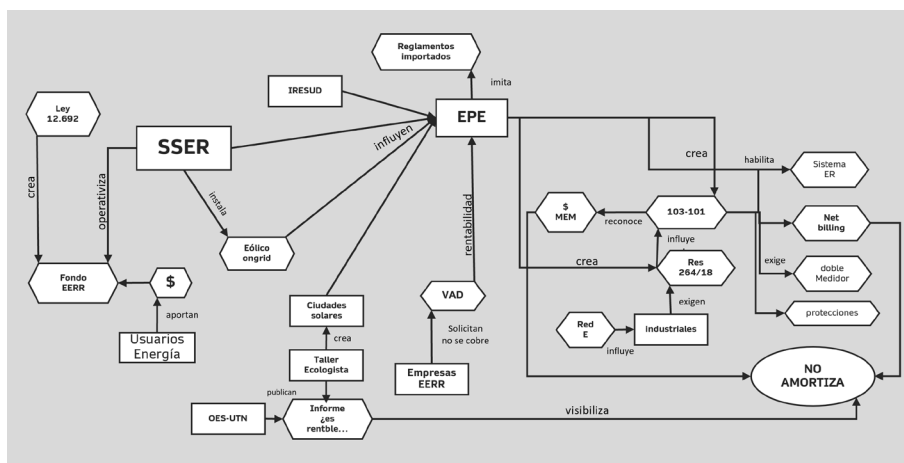 Reglamentos
importados
imita
IRESUD
EPE
Ley
12.692
SSER
influyen
crea
operativiza
instala
rentabilidad
crea
habilita
Sistema
ER
$
MEM
reconoce
103-101
Net
billing
influye
Eólico
ongrid
Fondo
EERR
$
crea
Res
264/18
exige
doble
Medidor
aportan
Usuarios
Energía
Ciudades
solares
VAD
exigen
protecciones
crea
Solicitan
no se cobre
Red
E
influye
industriales
Taller
Ecologista
Empresas
EERR
NO
AMORTIZA
publican
OES-UTN
Informe
¿es
rentble...
visibiliza